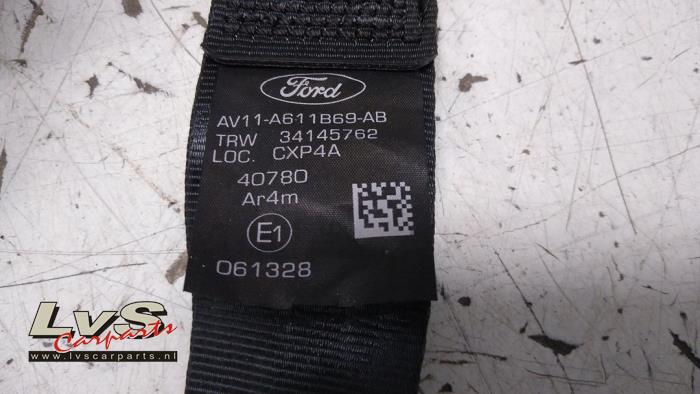 Ford
AV11-A611B69-AB
TRW 34145762
LOC. CXP4A
40780
Ar4m
E1
061328
LvS
Carparts
www.lvscarparts.nl